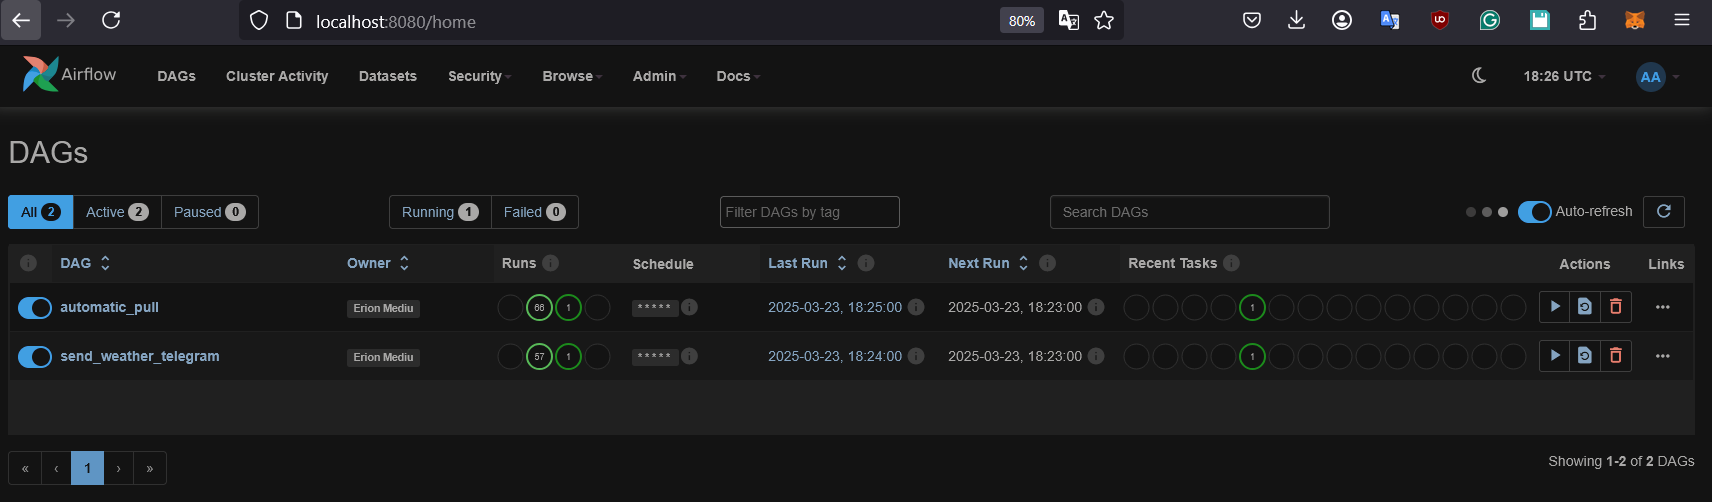 localhost:8080/home 80%
Airflow DAGs Cluster Activity Datasets Security Browse Admin Docs 18:26 UTC AA
DAGs
All 2 Active 2 Paused 0 Running 1 Failed 0 Filter DAGs by tag Search DAGs Auto-refresh
DAG Owner Runs Schedule Last Run Next Run Recent Tasks Actions Links
automatic_pull Erion Mediu 66 1 * * * * * 2025-03-23, 18:25:00 2025-03-23, 18:23:00 1
send_weather_telegram Erion Mediu 57 1 * * * * * 2025-03-23, 18:24:00 2025-03-23, 18:23:00 1
« ‹ 1 › »
Showing 1-2 of 2 DAGs